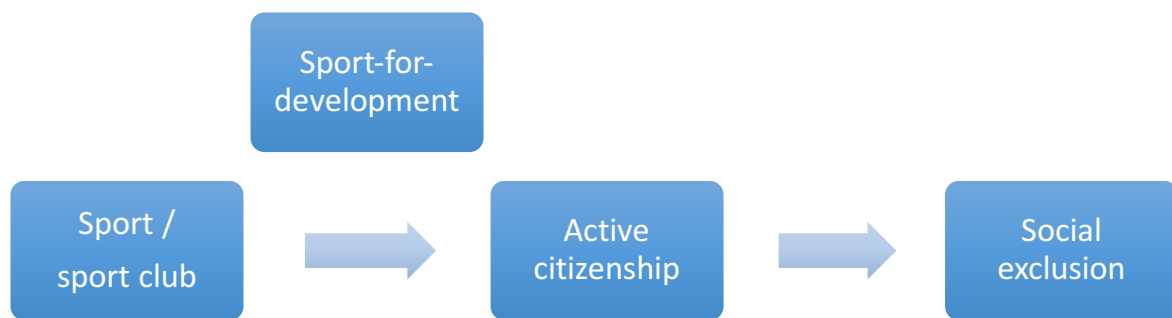 Sport-for-
development
Sport /
sport club
Active
citizenship
Social
exclusion